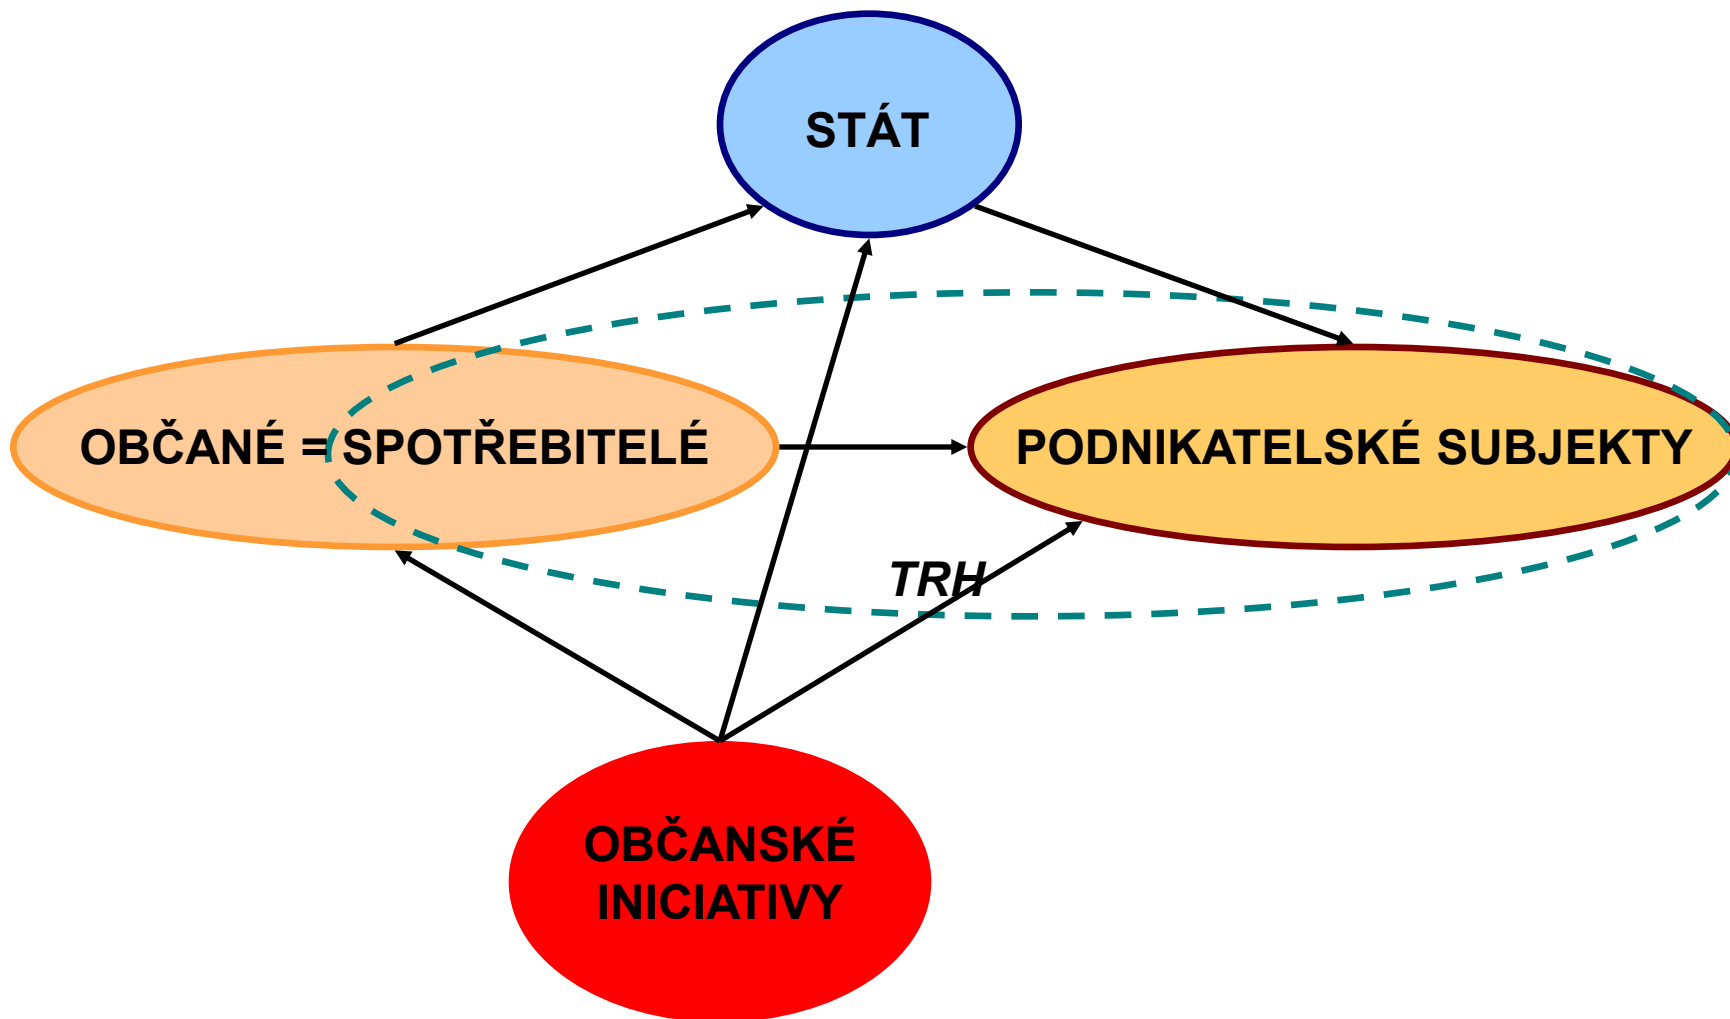 STÁT
OBČANÉ = SPOTŘEBITELÉ
PODNIKATELSKÉ SUBJEKTY
TRH
OBČANSKÉ
INICIATIVY